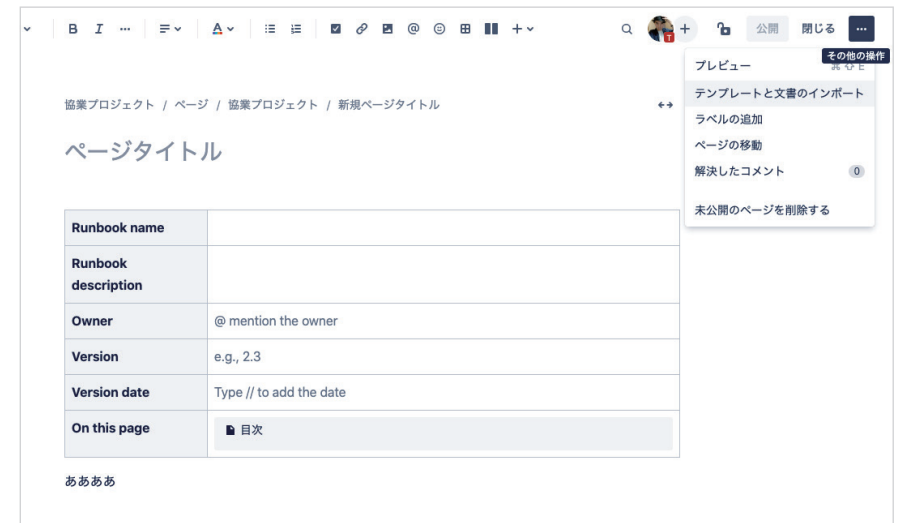 B I
A
@
公開 閉じる
その他の操作
プレビュー
テンプレートと文書のインポート
ラベルの追加
ページの移動
解決したコメント 0
未公開のページを削除する
協業プロジェクト / ページ / 協業プロジェクト / 新規ページタイトル
ページタイトル
Runbook name
Runbook
description
Owner @ mention the owner
Version e.g., 2.3
Version date Type // to add the date
On this page 目次
ああああ
T